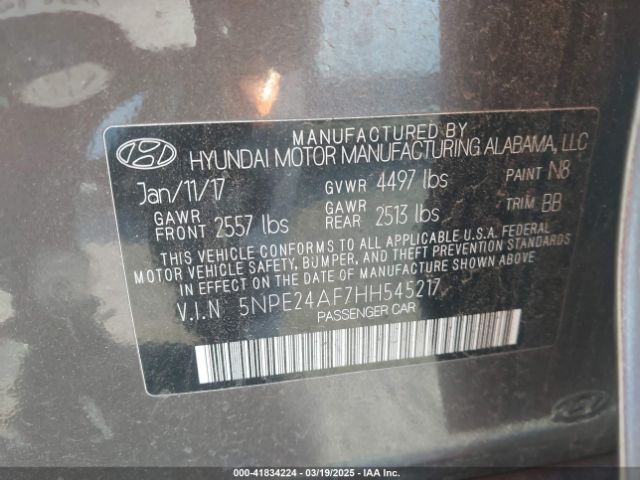 MANUFACTURED BY
HYUNDAI MOTOR MANUFACTURING ALABAMA, LLC
Jan/11/17 GVWR 4497 lbs PAINT N8
GAWR FRONT 2557 lbs GAWR REAR 2513 lbs TRIM BB
THIS VEHICLE CONFORMS TO ALL APPLICABLE U.S.A. FEDERAL
MOTOR VEHICLE SAFETY, BUMPER, AND THEFT PREVENTION STANDARDS
IN EFFECT ON THE DATE OF MANUFACTURE SHOWN ABOVE.
V.I.N 5NPE24AF7HH545217
PASSENGER CAR
000-41834224 | 03/19/2025 | Copart, Inc.